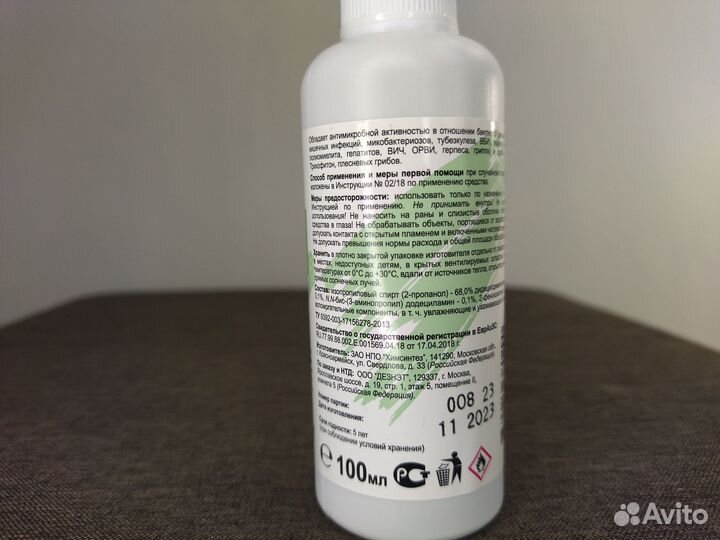 Обладает антимикробной активностью в отношении
кишечных инфекций, микобактериозов, тубезкулеза,
полиомиелита, гепатитов, ВИЧ, ОРВИ, герпеса,
Трихофитон, плесневых грибов.
Способ применения и меры первой помощи при случайном
изложены в Инструкции № 02/18 по применению средства.
Меры предосторожности: использовать только по
Инструкцией по применению. Не принимать внутрь! Не
использования! Не наносить на раны и слизистые оболочки
средства в глаза! Не обрабатывать объекты, портящиеся от
допускать контакта с открытым пламенем и включенными
Не допускать превышения нормы расхода и общей площади
Хранить в плотно закрытой упаковке изготовителя отдельно от
в местах, недоступных детям, в крытых вентилируемых
температурах от 0°С до +30°С, вдали от источников тепла,
прямых солнечных лучей.
Состав: изопропиловый спирт (2-пропанол) - 68,0%
0,1%, N,N-бис-(3-аминопропил) додециламин - 0,1%,
вспомогательные компоненты, в т. ч. увлажняющие и
ТУ 9392-003-17156278-2013
Свидетельство о государственной регистрации в ЕврАзЭС:
RU.77.99.88.002.Е.001569.04.18 от 17.04.2018 г.
Изготовитель: ЗАО НПО "Химсинтез", 141290, Московская обл.,
г. Красноармейск, ул. Свердлова, д. 33 (Российская Федерация).
По заказу и НТД: ООО "ДЕЗНЭТ", 129337, г. Москва,
Ярославское шоссе, д. 19, стр. 1, этаж 5, помещение II,
комната 5 (Российская Федерация).
Номер партии: 008 23
Дата изготовления: 11 2023
Срок годности: 5 лет
(при соблюдении условий хранения)
℮ 100мл РСТ
Avito